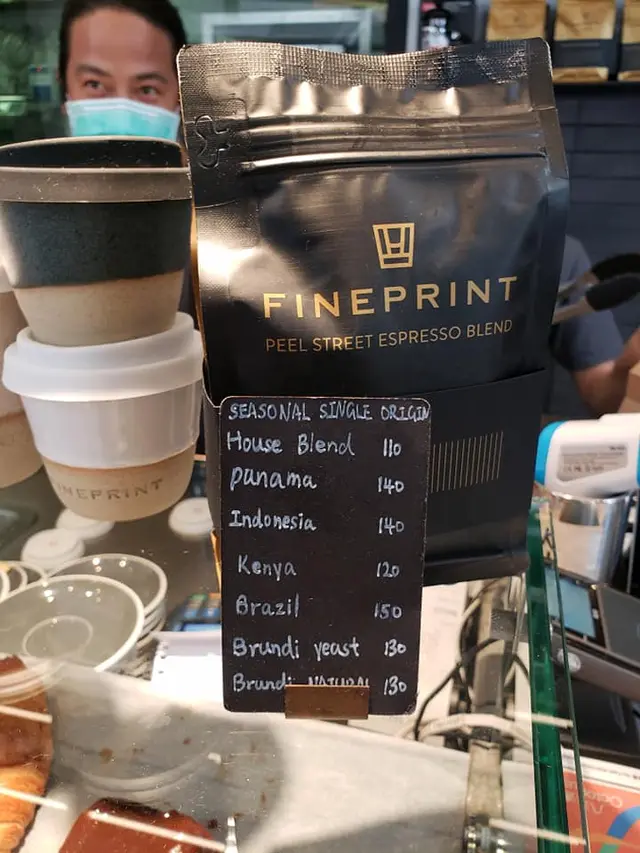 FINEPRINT
PEEL STREET ESPRESSO BLEND
FINEPRINT
SEASONAL SINGLE ORIGIN
House Blend 110
panama 140
Indonesia 140
Kenya 120
Brazil 150
Brundi yeast 130
Brundi NATURAL 130